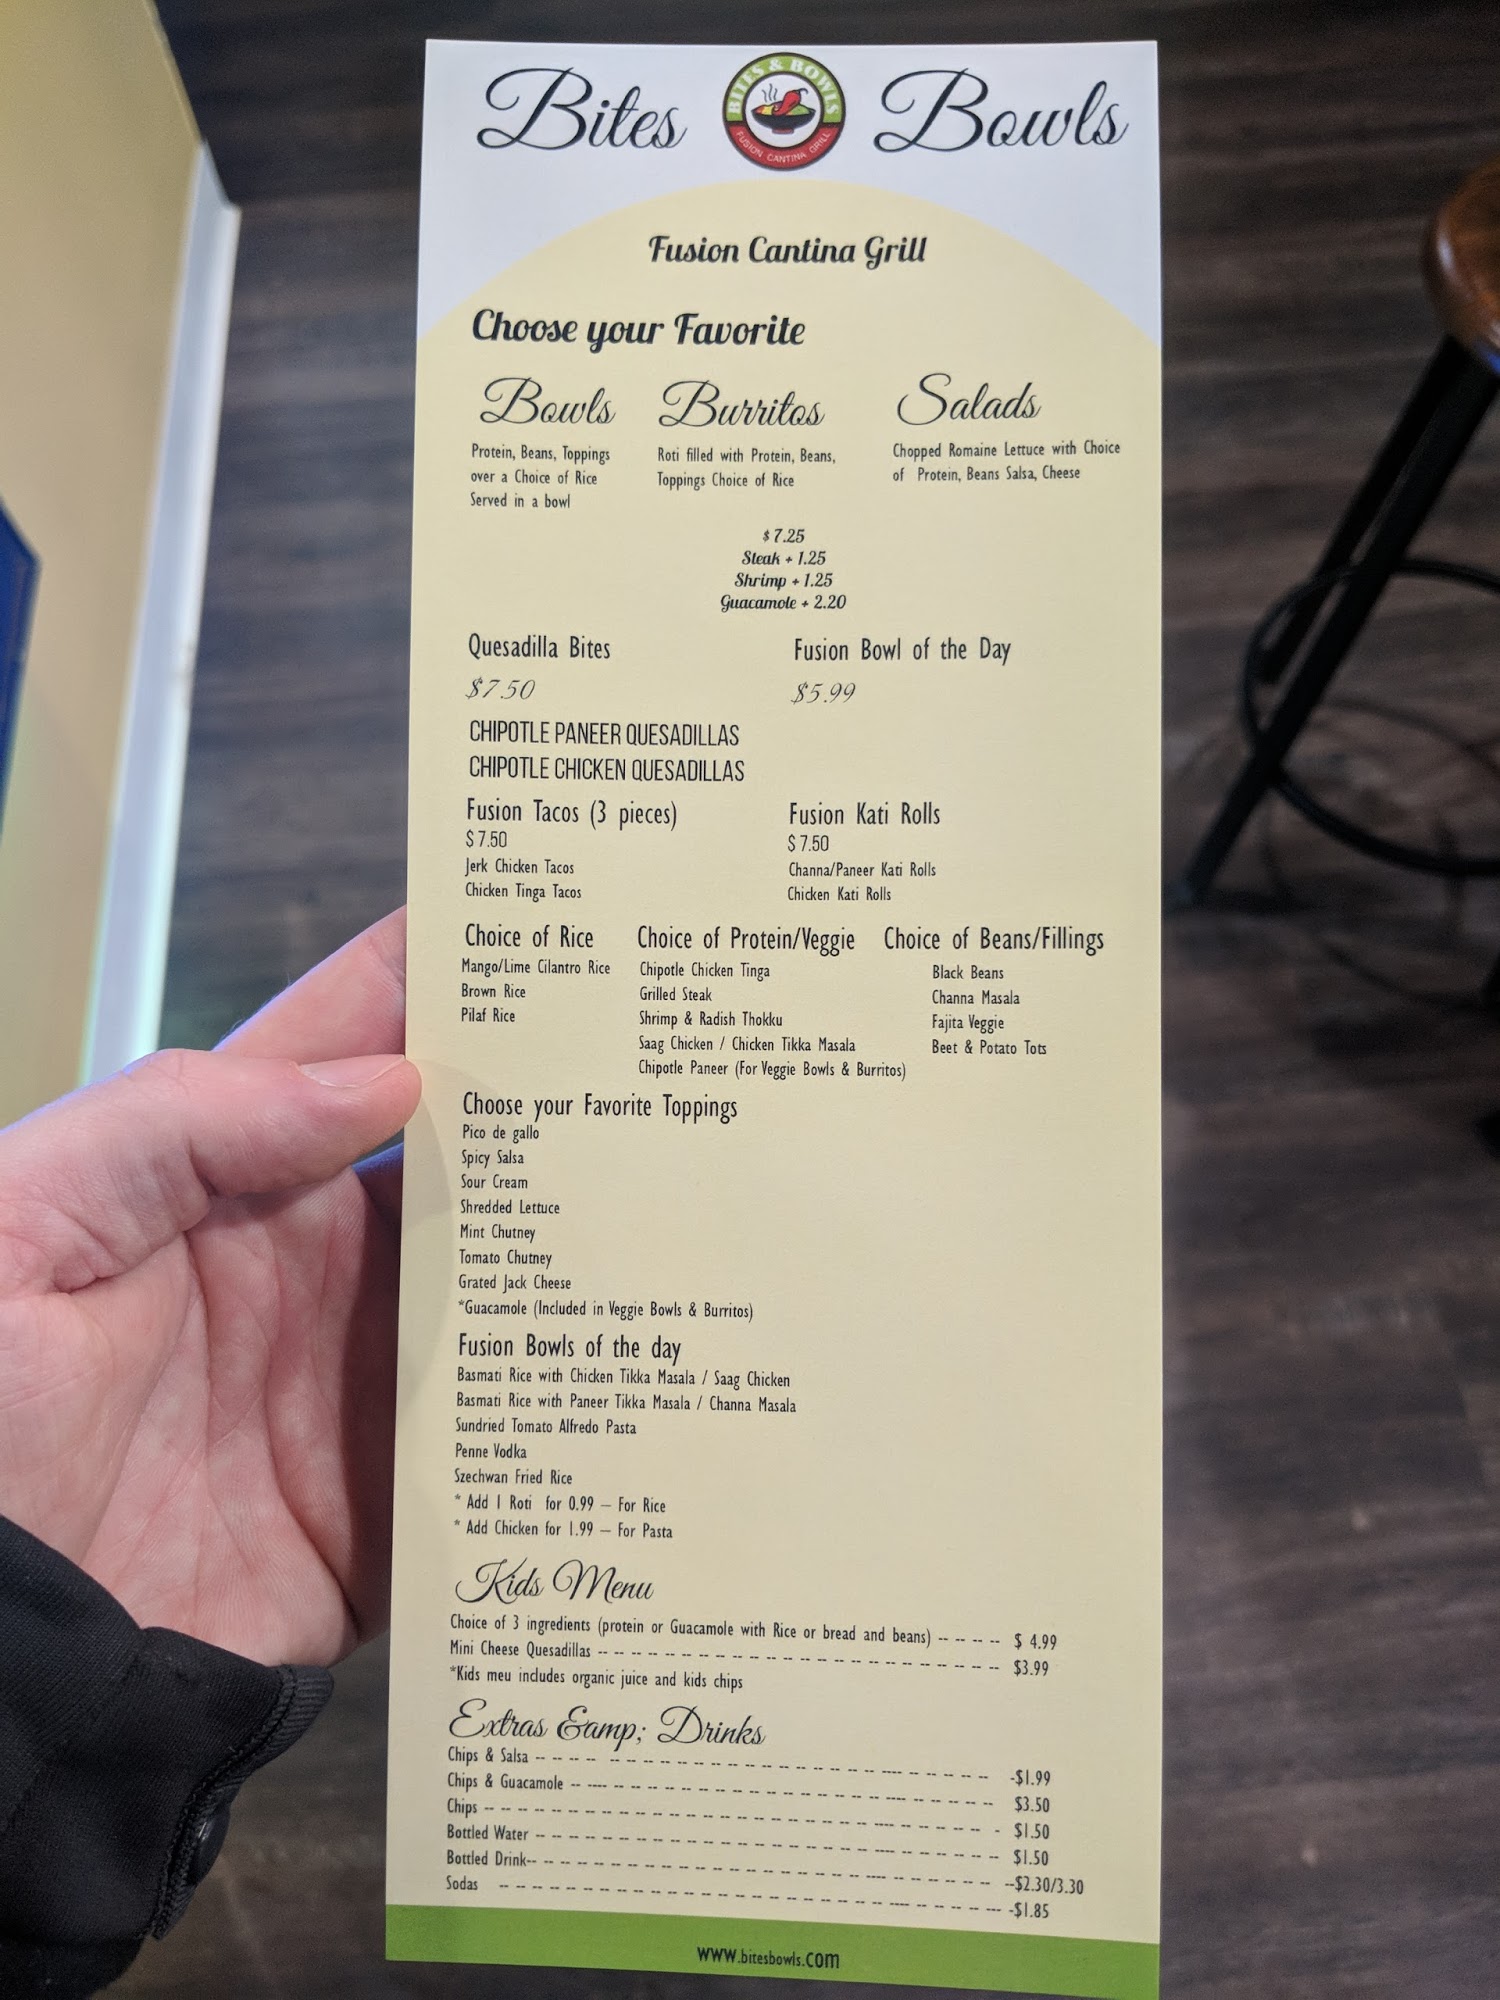 Bites
BITES & BOWLS
FUSION CANTINA GRILL
Bowls
Fusion Cantina Grill
Choose your Favorite
Bowls
Protein, Beans, Toppings
over a Choice of Rice
Served in a bowl
Burritos
Roti filled with Protein, Beans,
Toppings Choice of Rice
Salads
Chopped Romaine Lettuce with Choice
of Protein, Beans Salsa, Cheese
$7.25
Steak + 1.25
Shrimp + 1.25
Guacamole + 2.20
Quesadilla Bites
$7.50
Fusion Bowl of the Day
$5.99
CHIPOTLE PANEER QUESADILLAS
CHIPOTLE CHICKEN QUESADILLAS
Fusion Tacos (3 pieces)
$7.50
Jerk Chicken Tacos
Chicken Tinga Tacos
Fusion Kati Rolls
$7.50
Channa/Paneer Kati Rolls
Chicken Kati Rolls
Choice of Rice
Mango/Lime Cilantro Rice
Brown Rice
Pilaf Rice
Choice of Protein/Veggie
Chipotle Chicken Tinga
Grilled Steak
Shrimp & Radish Thokku
Saag Chicken / Chicken Tikka Masala
Chipotle Paneer (For Veggie Bowls & Burritos)
Choice of Beans/Fillings
Black Beans
Channa Masala
Fajita Veggie
Beet & Potato Tots
Choose your Favorite Toppings
Pico de gallo
Spicy Salsa
Sour Cream
Shredded Lettuce
Mint Chutney
Tomato Chutney
Grated Jack Cheese
*Guacamole (Included in Veggie Bowls & Burritos)
Fusion Bowls of the day
Basmati Rice with Chicken Tikka Masala / Saag Chicken
Basmati Rice with Paneer Tikka Masala / Channa Masala
Sundried Tomato Alfredo Pasta
Penne Vodka
Szechwan Fried Rice
* Add 1 Roti for 0.99 – For Rice
* Add Chicken for 1.99 – For Pasta
Kids Menu
Choice of 3 ingredients (protein or Guacamole with Rice or bread and beans) -- -- -- -- $ 4.99
Mini Cheese Quesadillas -- -- -- -- -- -- -- -- -- -- -- -- -- -- -- -- -- -- -- -- $3.99
*Kids meu includes organic juice and kids chips
Extras &amp; Drinks
Chips & Salsa -- -- -- -- -- -- -- -- -- -- -- -- -- -- -- -- -- -- -- -- -$1.99
Chips & Guacamole -- ---- -- -- -- -- -- -- -- -- -- -- -- -- -- -- ---- -- -- -- -- $3.50
Chips -- -- -- -- -- -- -- -- -- -- -- -- -- -- -- -- -- -- ---- -- -- -- -- - $1.50
Bottled Water -- -- -- -- -- -- -- -- -- -- -- -- -- -- -- -- ---- -- -- -- -- $1.50
Bottled Drink-- -- -- -- -- -- -- -- -- -- -- -- -- -- -- -- ---- -- -- -- -- --$2.30/3.30
Sodas -- -- -- -- -- -- -- -- -- -- -- -- -- -- -- -- -- ---- -- -- -- --- -$1.85
www.bitesbowls.com